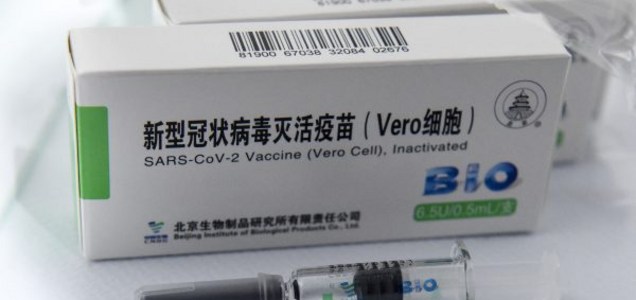 81900 67038 32084 02676
新型冠状病毒灭活疫苗（Vero细胞）
SARS-CoV-2 Vaccine (Vero Cell), Inactivated
BIO
6.5U/0.5mL/支
北京生物制品研究所有限责任公司
Beijing Institute of Biological Products Co., Ltd.